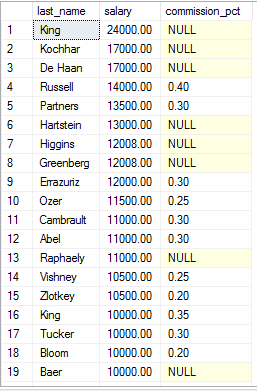 last_name salary commission_pct
1 King 24000.00 NULL
2 Kochhar 17000.00 NULL
3 De Haan 17000.00 NULL
4 Russell 14000.00 0.40
5 Partners 13500.00 0.30
6 Hartstein 13000.00 NULL
7 Higgins 12008.00 NULL
8 Greenberg 12008.00 NULL
9 Errazuriz 12000.00 0.30
10 Ozer 11500.00 0.25
11 Cambrault 11000.00 0.30
12 Abel 11000.00 0.30
13 Raphaely 11000.00 NULL
14 Vishney 10500.00 0.25
15 Zlotkey 10500.00 0.20
16 King 10000.00 0.35
17 Tucker 10000.00 0.30
18 Bloom 10000.00 0.20
19 Baer 10000.00 NULL